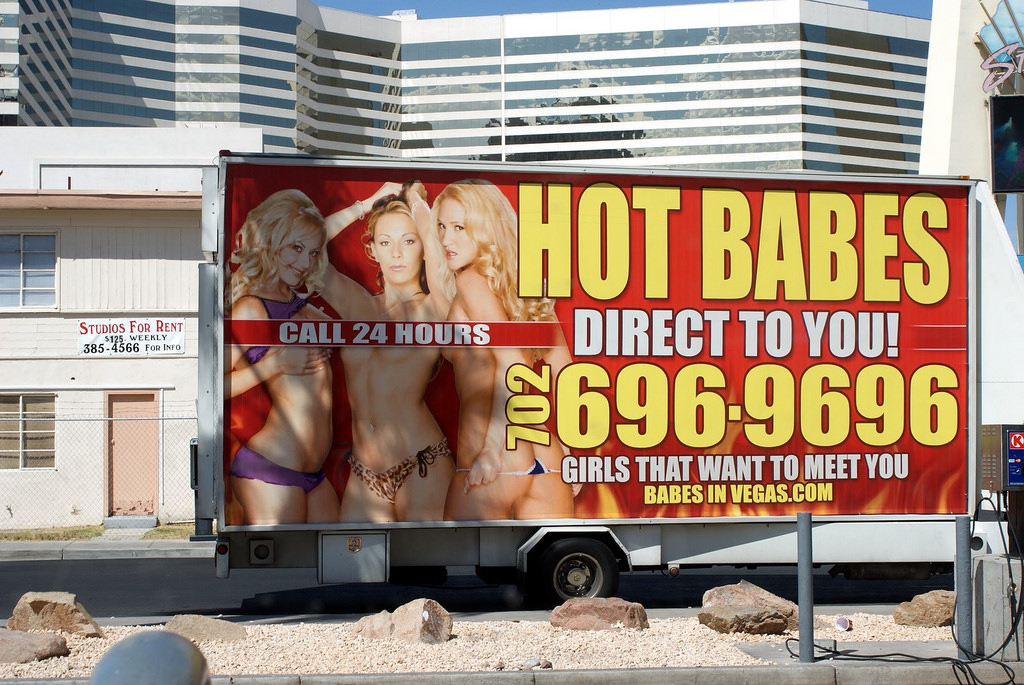 HOT BABES
DIRECT TO YOU!
CALL 24 HOURS
702 696-9696
GIRLS THAT WANT TO MEET YOU
BABES IN VEGAS.COM
STUDIOS FOR RENT
$125. WEEKLY
385-4566 FOR INFO
K